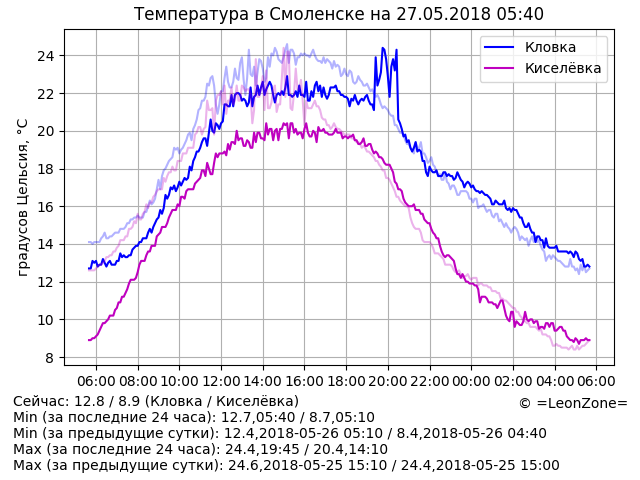 Температура в Смоленске на 27.05.2018 05:40
Кловка
Киселёвка
градусов Цельсия, °C
24
22
20
18
16
14
12
10
8
06:00 08:00 10:00 12:00 14:00 16:00 18:00 20:00 22:00 00:00 02:00 04:00 06:00
Сейчас: 12.8 / 8.9 (Кловка / Киселёвка)
© =LeonZone=
Min (за последние 24 часа): 12.7,05:40 / 8.7,05:10
Min (за предыдущие сутки): 12.4,2018-05-26 05:10 / 8.4,2018-05-26 04:40
Max (за последние 24 часа): 24.4,19:45 / 20.4,14:10
Max (за предыдущие сутки): 24.6,2018-05-25 15:10 / 24.4,2018-05-25 15:00